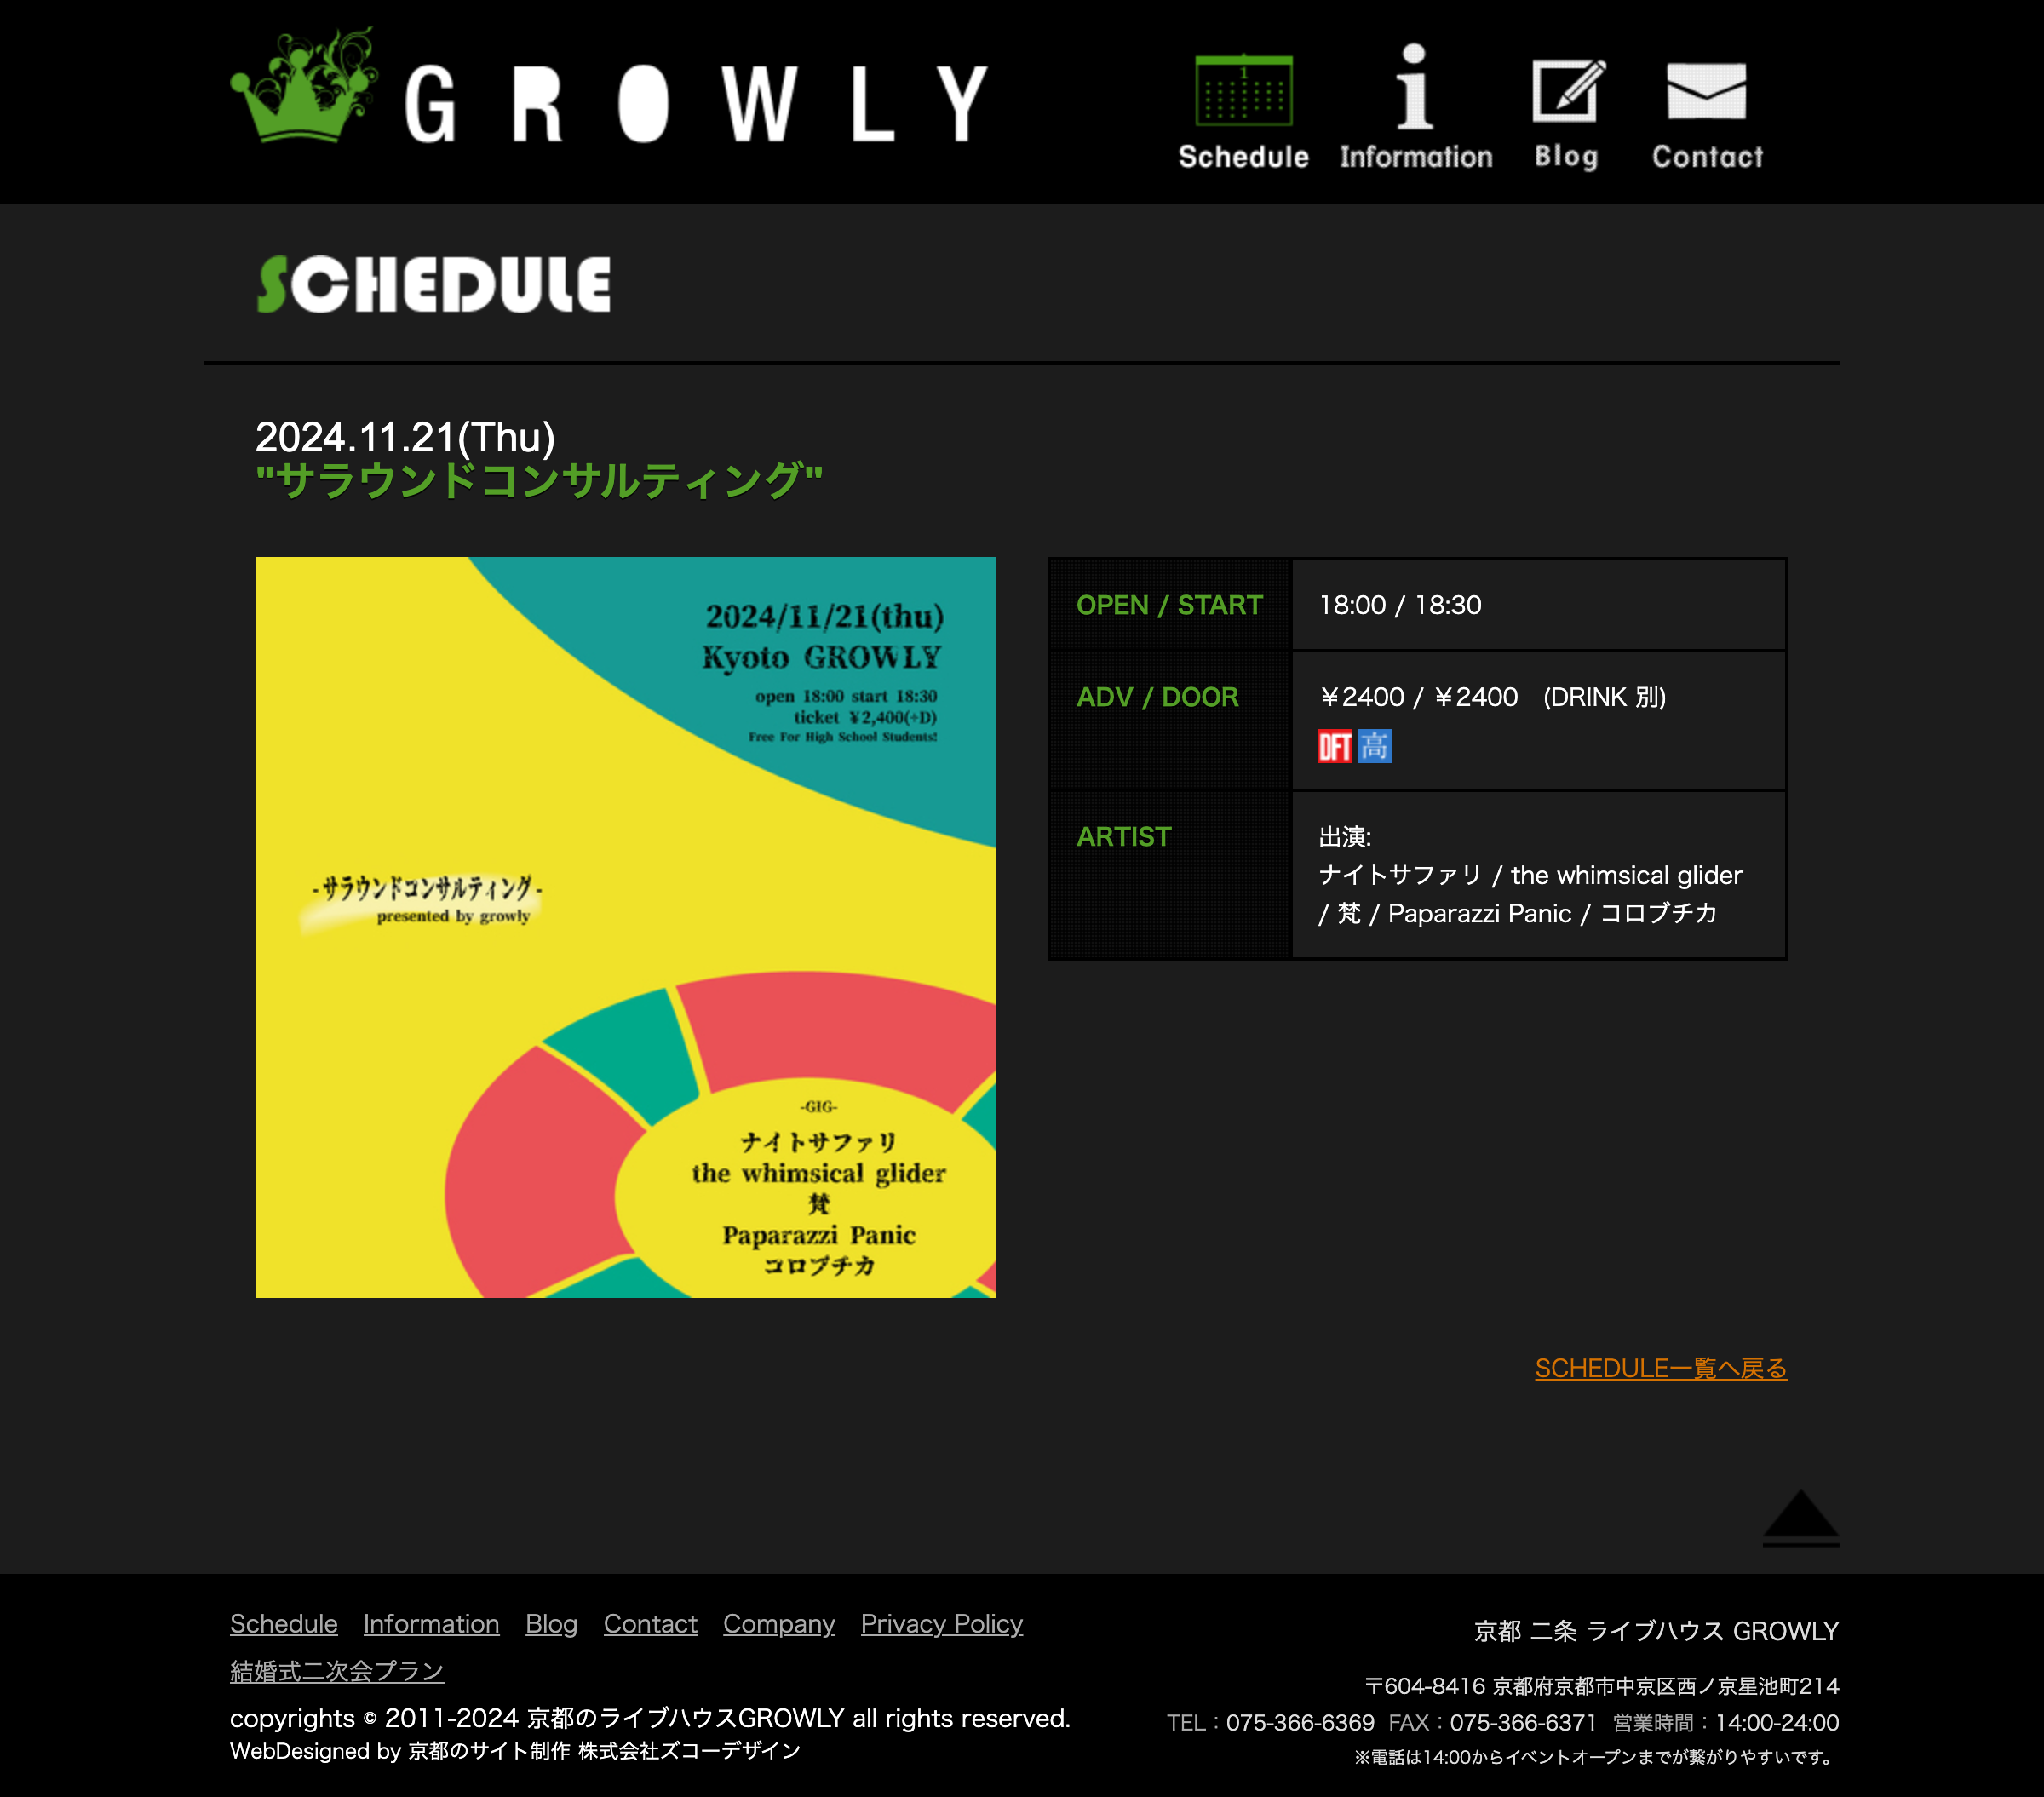 GROWLY
Schedule
Information
Blog
Contact
SCHEDULE
2024.11.21(Thu)
"サラウンドコンサルティング"
2024/11/21(thu)
Kyoto GROWLY
open 18:00 start 18:30
ticket ¥2,400(+D)
Free For High School Students!
-サラウンドコンサルティング-
presented by growly
-GIG-
ナイトサファリ
the whimsical glider
梵
Paparazzi Panic
コロブチカ
OPEN / START
18:00 / 18:30
ADV / DOOR
￥2400 / ￥2400　(DRINK 別)
DFT 高
ARTIST
出演:
ナイトサファリ / the whimsical glider
/ 梵 / Paparazzi Panic / コロブチカ
SCHEDULE一覧へ戻る
Schedule Information Blog Contact Company Privacy Policy
結婚式二次会プラン
copyrights © 2011-2024 京都のライブハウスGROWLY all rights reserved.
WebDesigned by 京都のサイト制作 株式会社ズコーデザイン
京都 二条 ライブハウス GROWLY
〒604-8416 京都府京都市中京区西ノ京星池町214
TEL：075-366-6369 FAX：075-366-6371 営業時間：14:00-24:00
※電話は14:00からイベントオープンまでが繋がりやすいです。